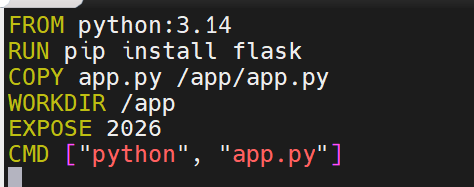 FROM python:3.14
RUN pip install flask
COPY app.py /app/app.py
WORKDIR /app
EXPOSE 2026
CMD ["python", "app.py"]